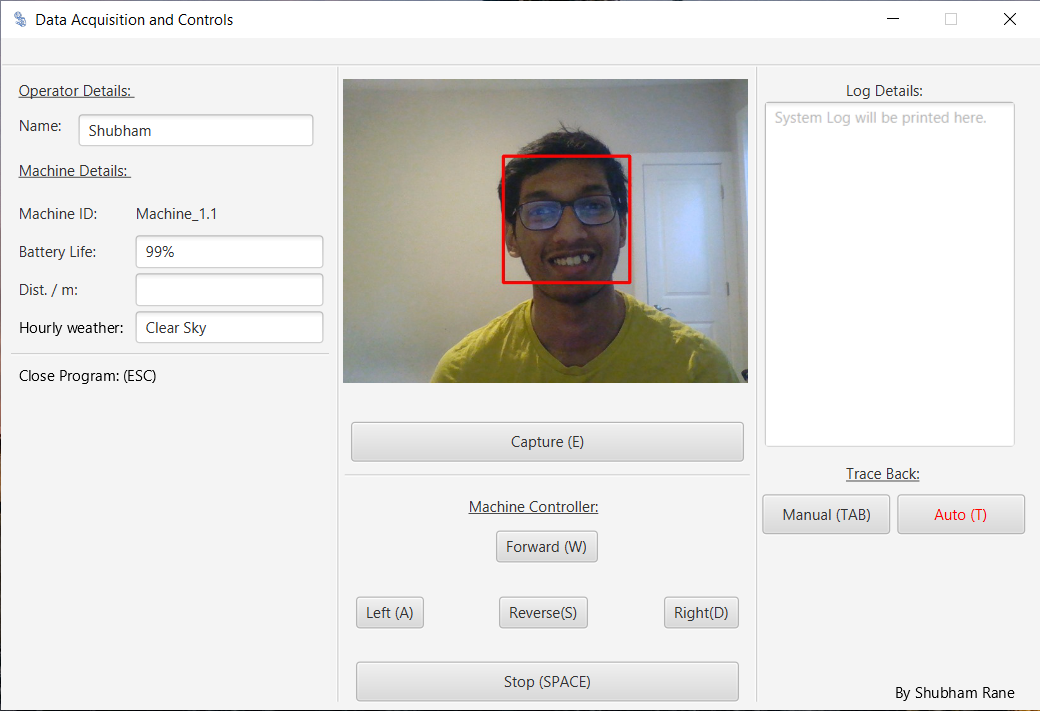 Data Acquisition and Controls
Operator Details:
Name: Shubham
Machine Details:
Machine ID: Machine_1.1
Battery Life: 99%
Dist. / m:
Hourly weather: Clear Sky
Close Program: (ESC)
Capture (E)
Machine Controller:
Forward (W)
Left (A) Reverse(S) Right(D)
Stop (SPACE)
Log Details:
System Log will be printed here.
Trace Back:
Manual (TAB) Auto (T)
By Shubham Rane